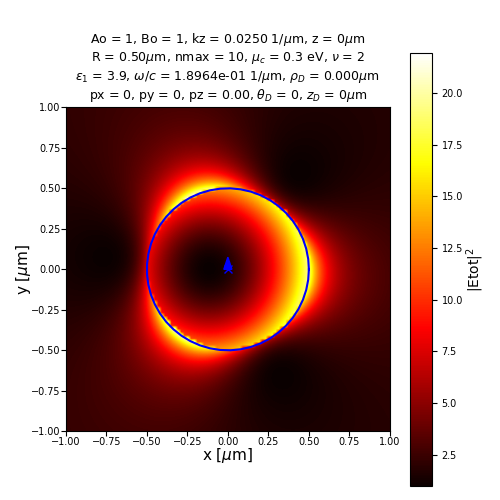 Ao = 1, Bo = 1, kz = 0.0250 1/μm, z = 0μm
R = 0.50μm, nmax = 10, μc = 0.3 eV, ν = 2
ε1 = 3.9, ω/c = 1.8964e-01 1/μm, ρD = 0.000μm
px = 0, py = 0, pz = 0.00, θD = 0, zD = 0μm
1.00
0.75
0.50
0.25
0.00
−0.25
−0.50
−0.75
−1.00
y [μm]
−1.00 −0.75 −0.50 −0.25 0.00 0.25 0.50 0.75 1.00
x [μm]
20.0
17.5
15.0
12.5
10.0
7.5
5.0
2.5
|Etot|²